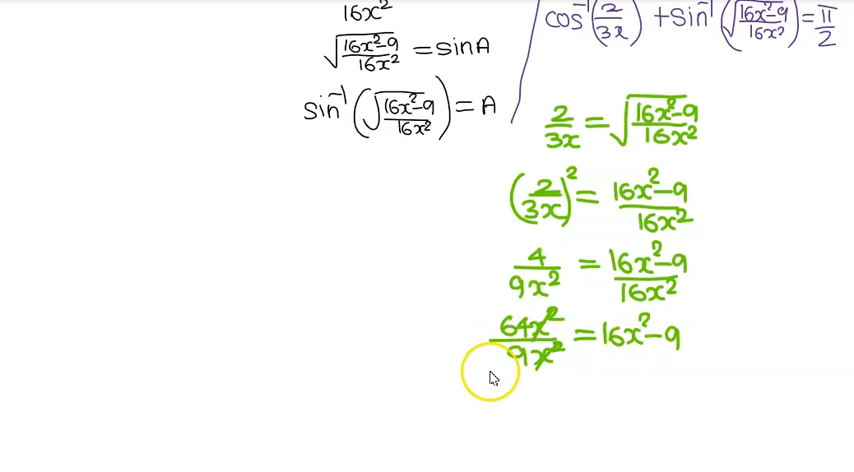 16x²
√((16x²-9)/(16x²)) = sinA
sin⁻¹(√((16x²-9)/(16x²))) = A
cos⁻¹(2/(3x)) + sin⁻¹(√((16x²-9)/(16x²))) = π/2
2/(3x) = √((16x²-9)/(16x²))
(2/(3x))² = (16x²-9)/(16x²)
4/(9x²) = (16x²-9)/(16x²)
64x²/(9x²) = 16x²-9